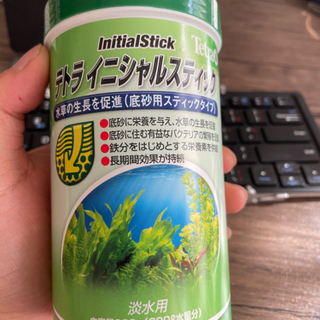 InitialStick
Tetra
テトラ イニシャルスティック
水草の生長を促進(底砂用スティックタイプ)
●底砂に栄養を与え、水草の生長を促進
●底砂に住む有益なバクテリアの繁殖を
●鉄分をはじめとする栄養素を供給
●長期間効果が持続
淡水用